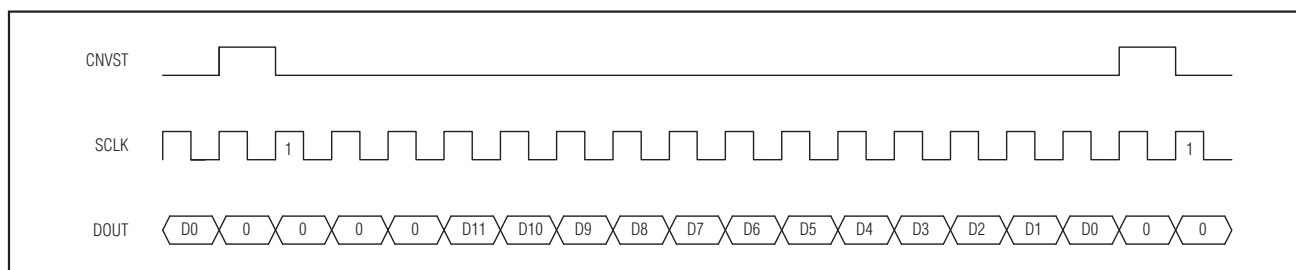 CNVST
SCLK 1 1
DOUT D0 0 0 0 0 D11 D10 D9 D8 D7 D6 D5 D4 D3 D2 D1 D0 0 0